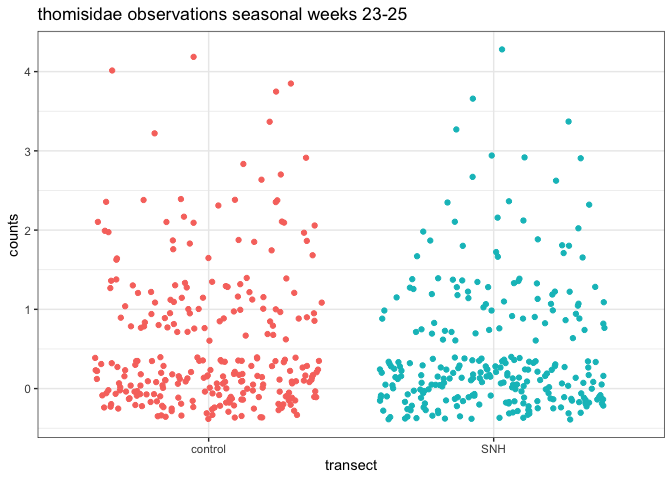 thomisidae observations seasonal weeks 23-25
4
3
2
1
0
counts
control SNH
transect